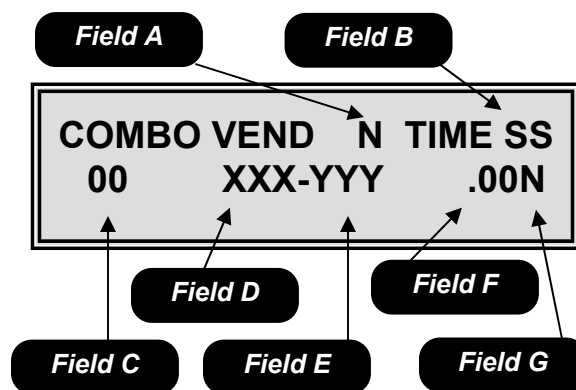 Field A
Field B
COMBO VEND N TIME SS
00 XXX-YYY .00N
Field D
Field F
Field C
Field E
Field G